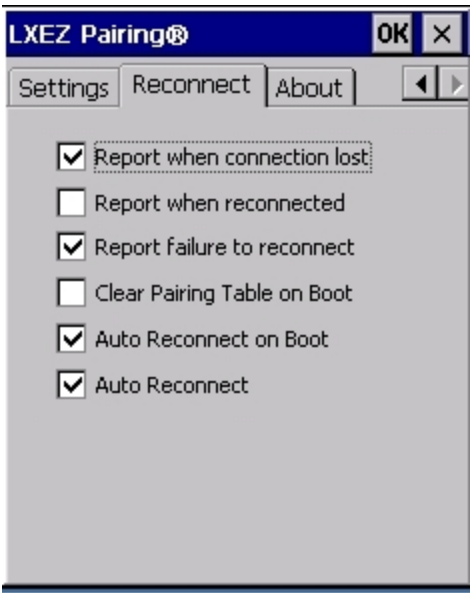 LXEZ Pairing® OK ×
Settings Reconnect About
Report when connection lost
Report when reconnected
Report failure to reconnect
Clear Pairing Table on Boot
Auto Reconnect on Boot
Auto Reconnect